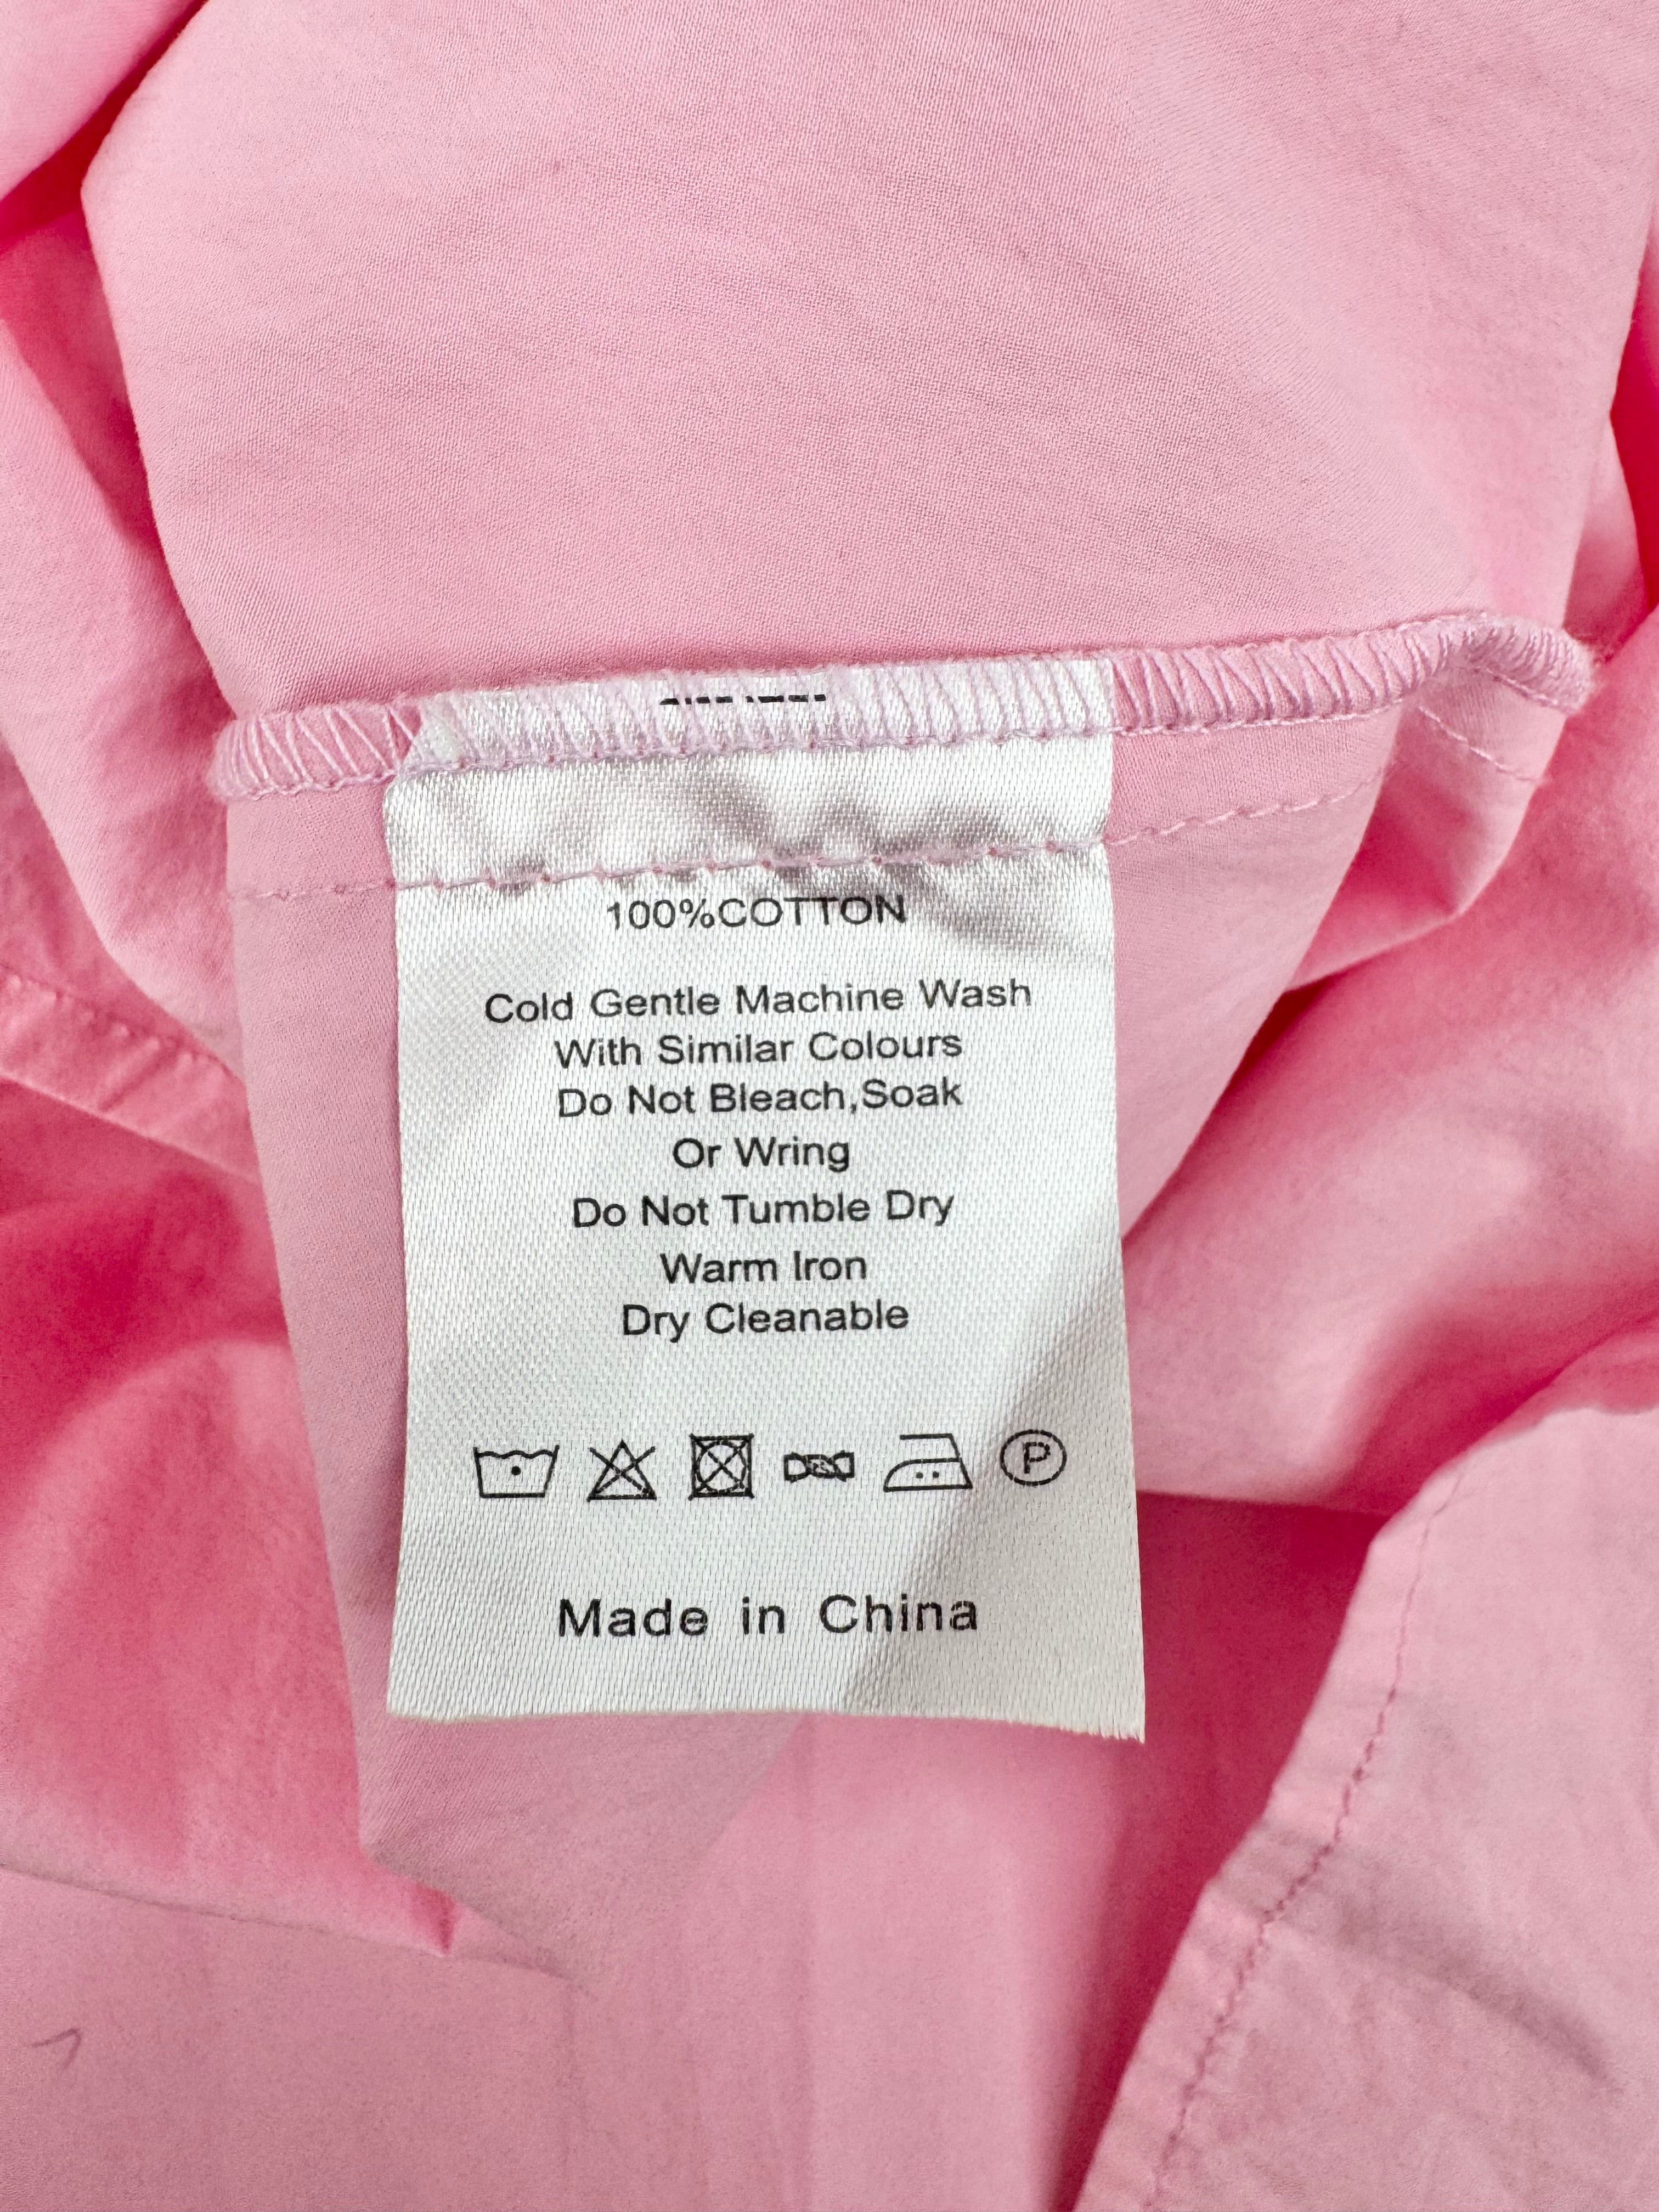 100%COTTON
Cold Gentle Machine Wash
With Similar Colours
Do Not Bleach,Soak
Or Wring
Do Not Tumble Dry
Warm Iron
Dry Cleanable
P
Made in China